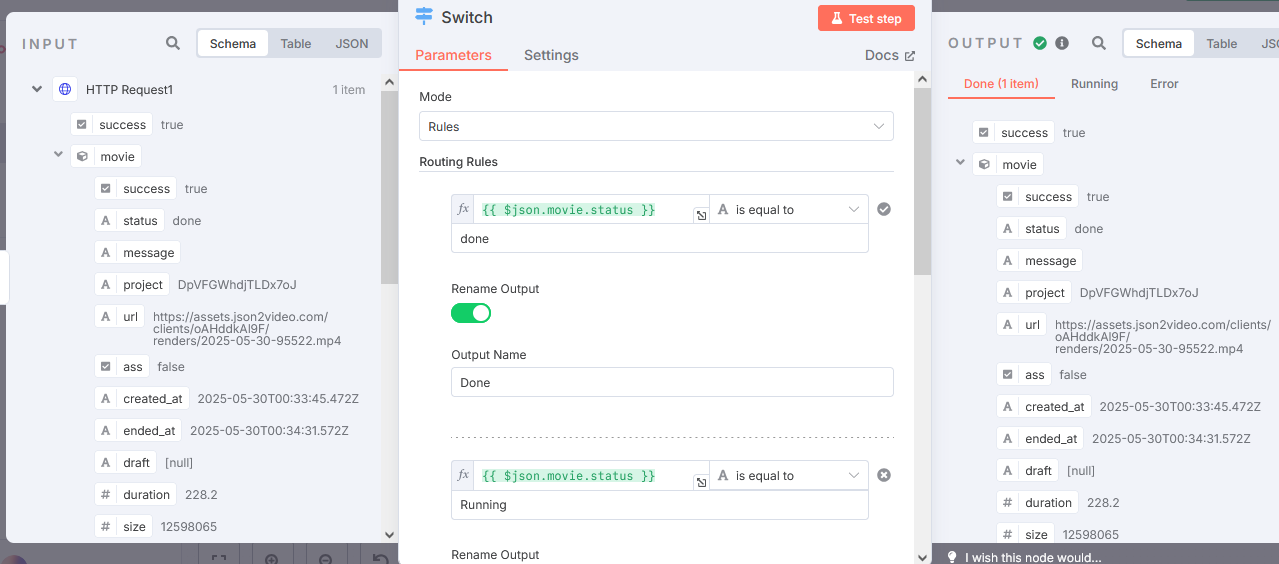 INPUT
Schema
Table
JSON
HTTP Request1
1 item
success
true
movie
success
true
A
status
done
A
message
A
project
DpVFGWhdjTLDx7oJ
A
url
https://assets.json2video.com/
clients/oAHddkAl9F/
renders/2025-05-30-95522.mp4
ass
false
A
created_at
2025-05-30T00:33:45.472Z
A
ended_at
2025-05-30T00:34:31.572Z
A
draft
[null]
#
duration
228.2
#
size
12598065
Switch
Test step
Parameters
Settings
Docs
Mode
Rules
Routing Rules
fx
{{ $json.movie.status }}
A
is equal to
done
Rename Output
Output Name
Done
fx
{{ $json.movie.status }}
A
is equal to
Running
Rename Output
OUTPUT
Schema
Table
Done (1 item)
Running
Error
success
true
movie
success
true
A
status
done
A
message
A
project
DpVFGWhdjTLDx7oJ
A
url
https://assets.json2video.com/clients/
oAHddkAl9F/
renders/2025-05-30-95522.mp4
ass
false
A
created_at
2025-05-30T00:33:45.472Z
A
ended_at
2025-05-30T00:34:31.572Z
A
draft
[null]
#
duration
228.2
#
size
12598065
I wish this node would...